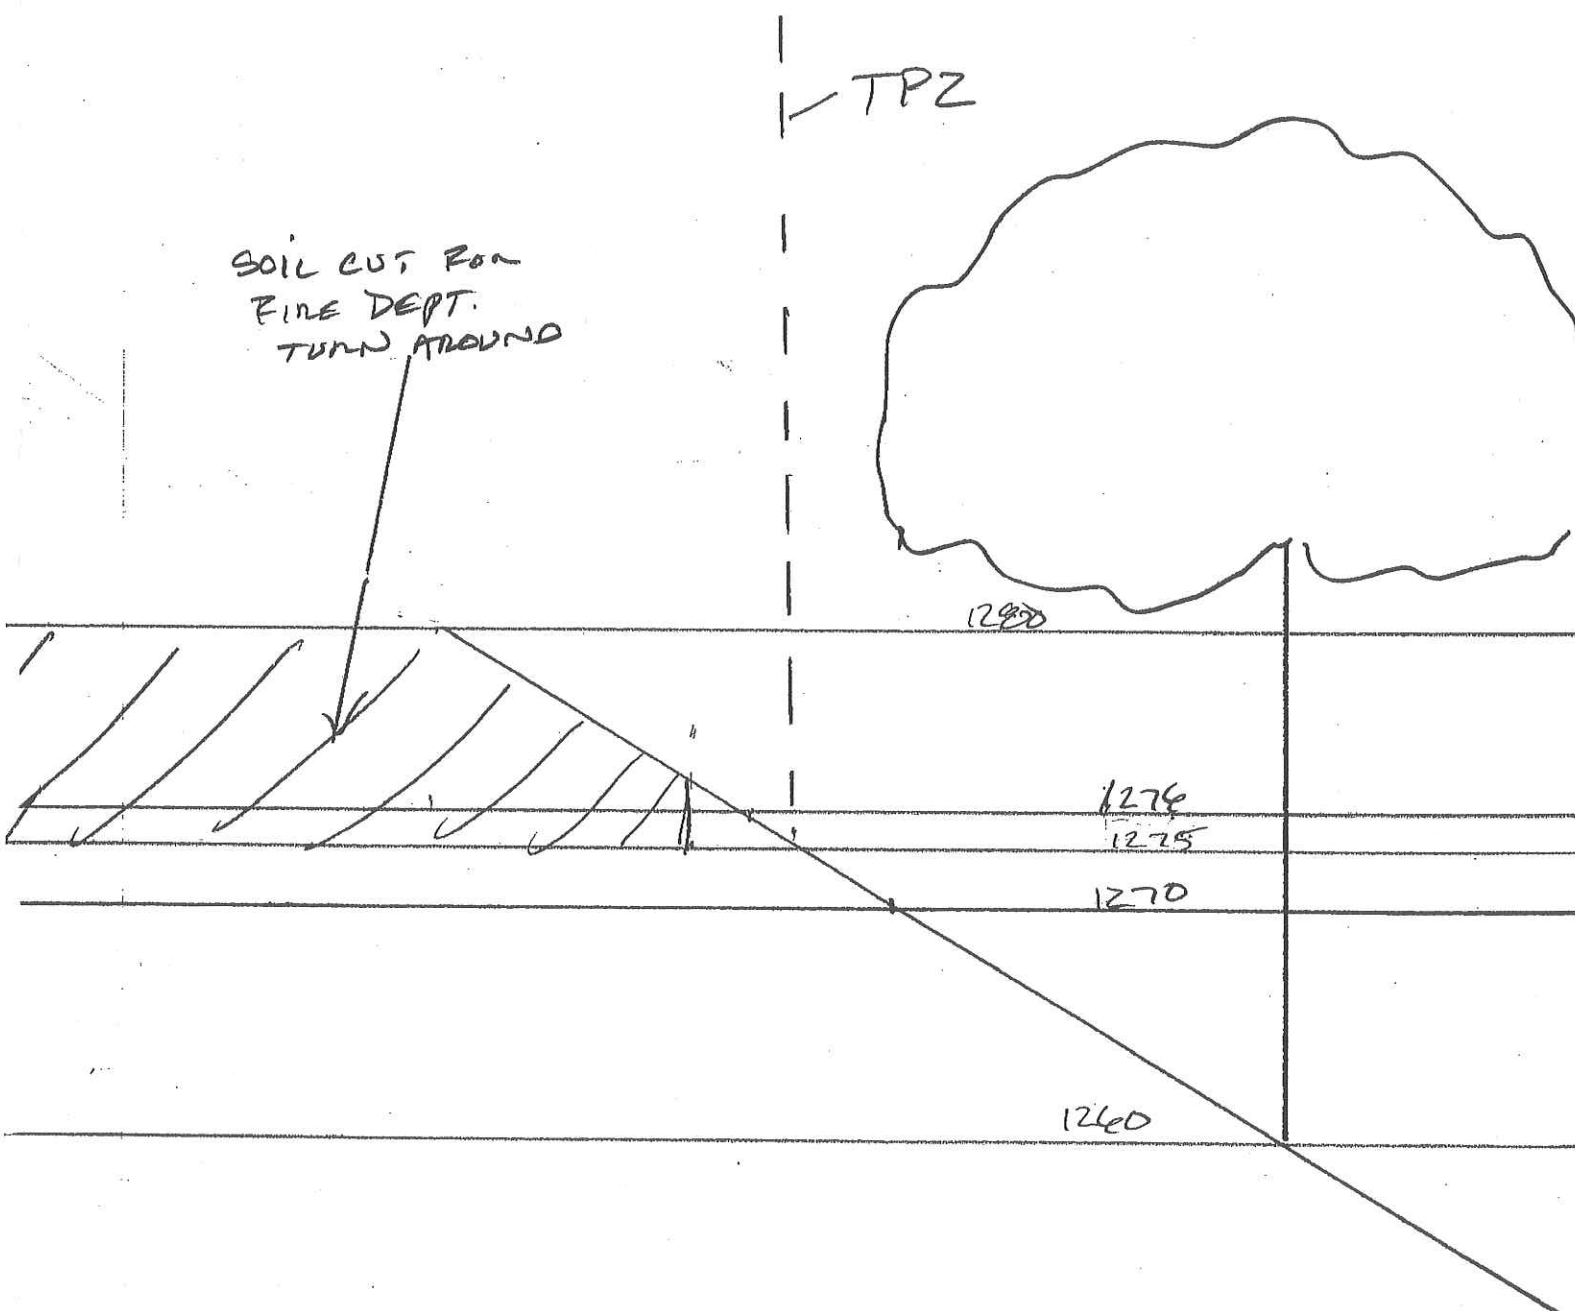 TPZ
SOIL CUT FOR
FIRE DEPT.
TURN AROUND
1280
1276
1275
1270
1260